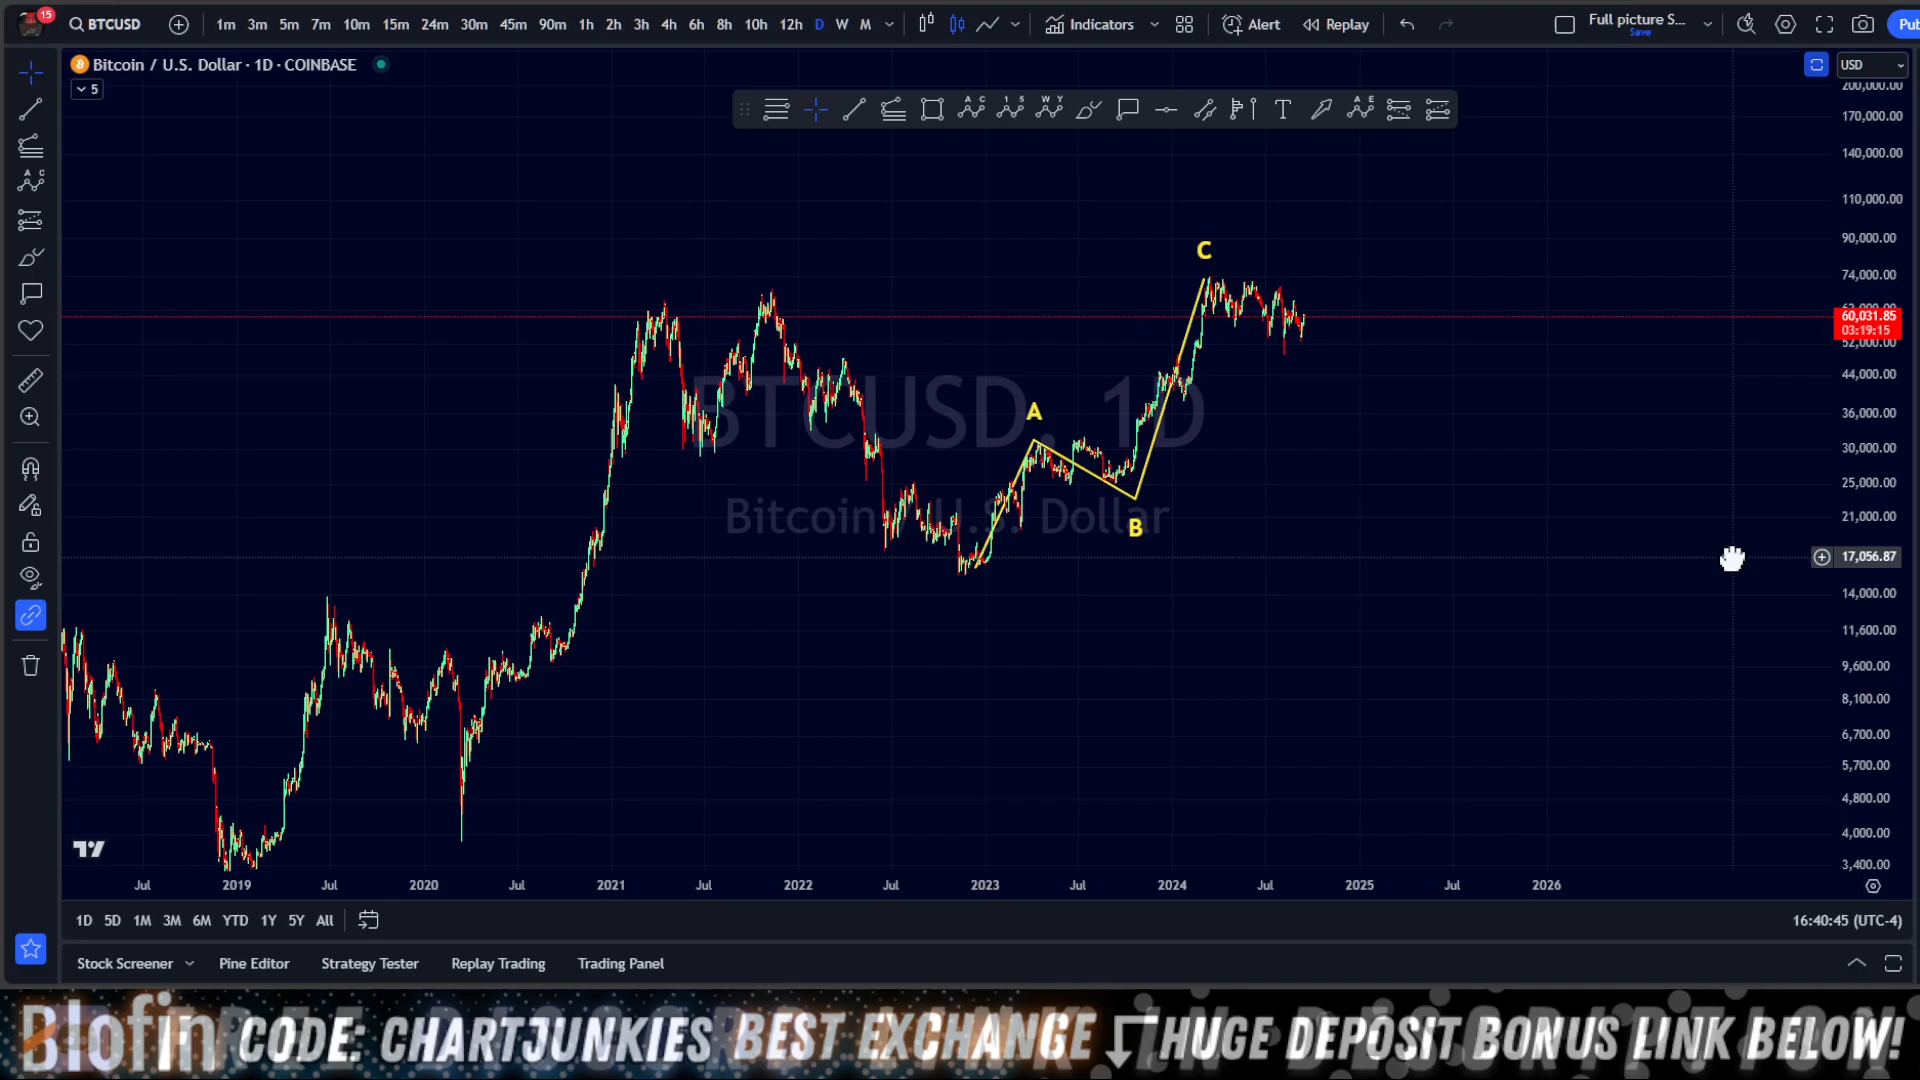 15
BTCUSD 1m 3m 5m 7m 10m 15m 24m 30m 45m 90m 1h 2h 3h 4h 6h 8h 10h 12h D W M Indicators Alert Replay Full picture S... Pub
Save
Bitcoin / U.S. Dollar · 1D · COINBASE
USD
5
200,000.00
170,000.00
140,000.00
110,000.00
90,000.00
74,000.00
62,000.00
60,031.85
03:19:15
52,000.00
44,000.00
36,000.00
30,000.00
25,000.00
21,000.00
17,056.87
14,000.00
11,600.00
9,600.00
8,100.00
6,700.00
5,700.00
4,800.00
4,000.00
3,400.00
C
A
B
BTCUSD, 1D
Bitcoin / U.S. Dollar
Jul 2019 Jul 2020 Jul 2021 Jul 2022 Jul 2023 Jul 2024 Jul 2025 Jul 2026
1D 5D 1M 3M 6M YTD 1Y 5Y All
16:40:45 (UTC-4)
Stock Screener Pine Editor Strategy Tester Replay Trading Trading Panel
Blofin CODE: CHARTJUNKIES BEST EXCHANGE HUGE DEPOSIT BONUS LINK BELOW!